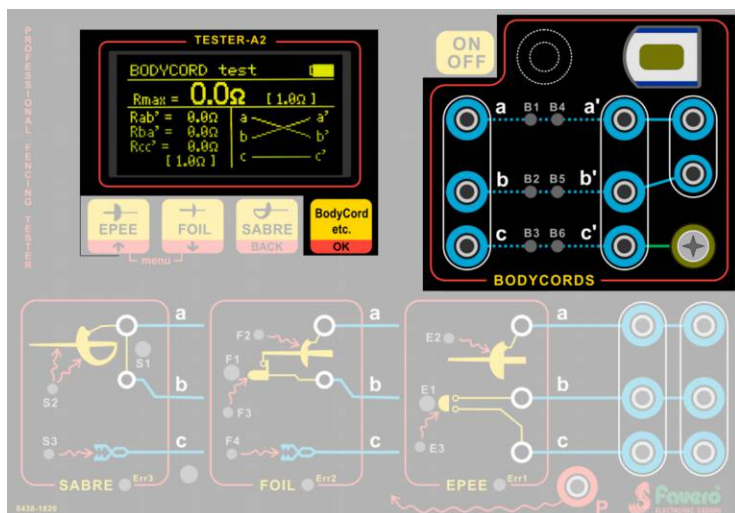 PROFESSIONAL FENCING TESTER
TESTER-A2
BODYCORD test
Rmax = 0.0Ω [1.0Ω]
Rab' = 0.0Ω
Rba' = 0.0Ω
Rcc' = 0.0Ω
[1.0Ω]
a a'
b b'
c c'
EPEE
FOIL
SABRE
BACK
menu
BodyCord
etc.
OK
ON
OFF
a B1 B4 a'
b B2 B5 b'
c B3 B6 c'
BODYCORDS
a
S1
S2
b
S3
c
SABRE Err3
a
F2
F1
F3
b
F4
c
FOIL Err2
a
E2
E1
b
E3
c
EPEE Err1
P
Favero
ELECTRONIC DESIGN
6438-1820